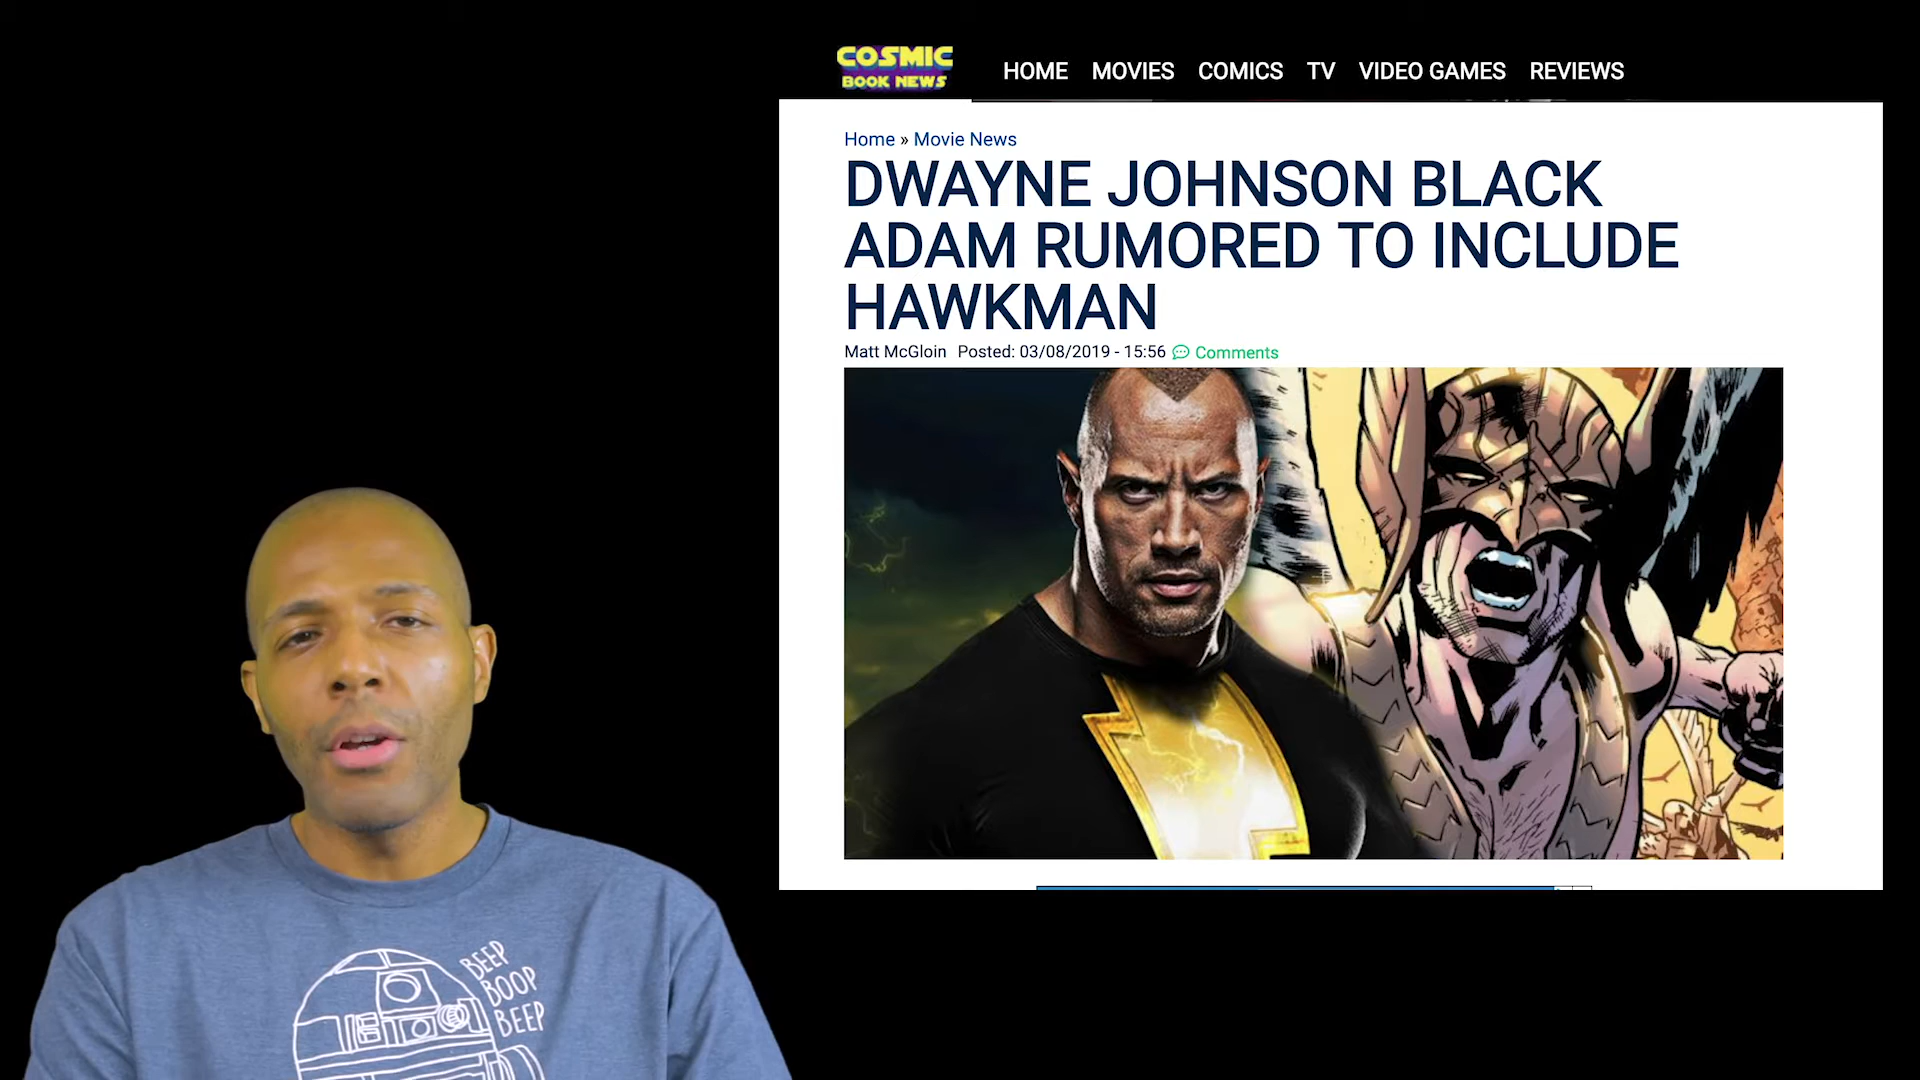 COSMIC
BOOK NEWS
HOME MOVIES COMICS TV VIDEO GAMES REVIEWS
Home » Movie News
DWAYNE JOHNSON BLACK
ADAM RUMORED TO INCLUDE
HAWKMAN
Matt McGloin Posted: 03/08/2019 - 15:56 Comments
BEEP
BOOP
BEEP